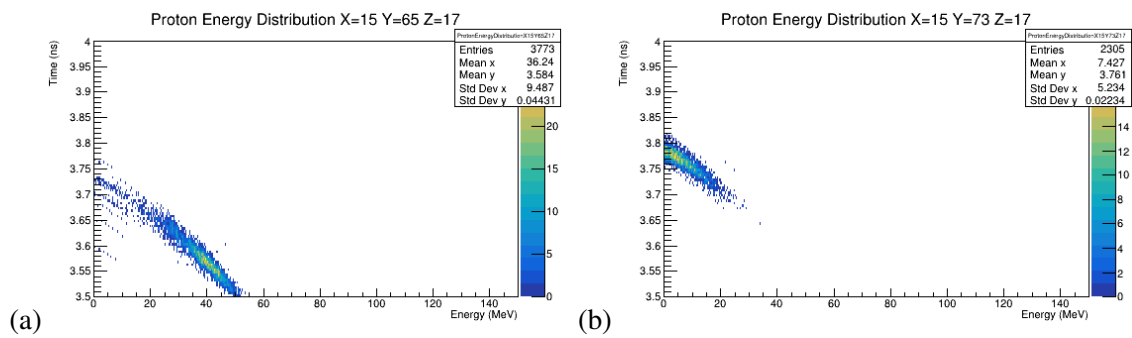 Proton Energy Distribution X=15 Y=65 Z=17
ProtonEnergyDistributionX15Y65Z17
Entries 3773
Mean x 36.24
Mean y 3.584
Std Dev x 9.487
Std Dev y 0.04431
Time (ns)
4
3.95
3.9
3.85
3.8
3.75
3.7
3.65
3.6
3.55
3.5
0 20 40 60 80 100 120 140
Energy (MeV)
20
15
10
5
0
(a)
Proton Energy Distribution X=15 Y=73 Z=17
ProtonEnergyDistributionX15Y73Z17
Entries 2305
Mean x 7.427
Mean y 3.761
Std Dev x 5.234
Std Dev y 0.02234
Time (ns)
4
3.95
3.9
3.85
3.8
3.75
3.7
3.65
3.6
3.55
3.5
0 20 40 60 80 100 120 140
Energy (MeV)
14
12
10
8
6
4
2
0
(b)